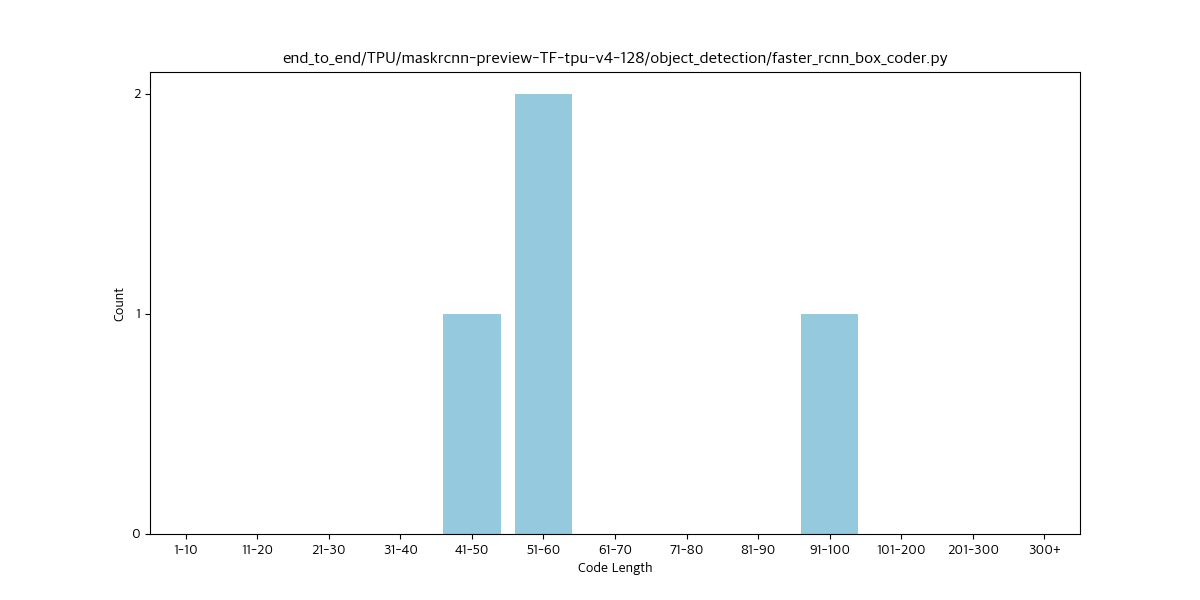 end_to_end/TPU/maskrcnn-preview-TF-tpu-v4-128/object_detection/faster_rcnn_box_coder.py
2
1
0
Count
1-10 11-20 21-30 31-40 41-50 51-60 61-70 71-80 81-90 91-100 101-200 201-300 300+
Code Length